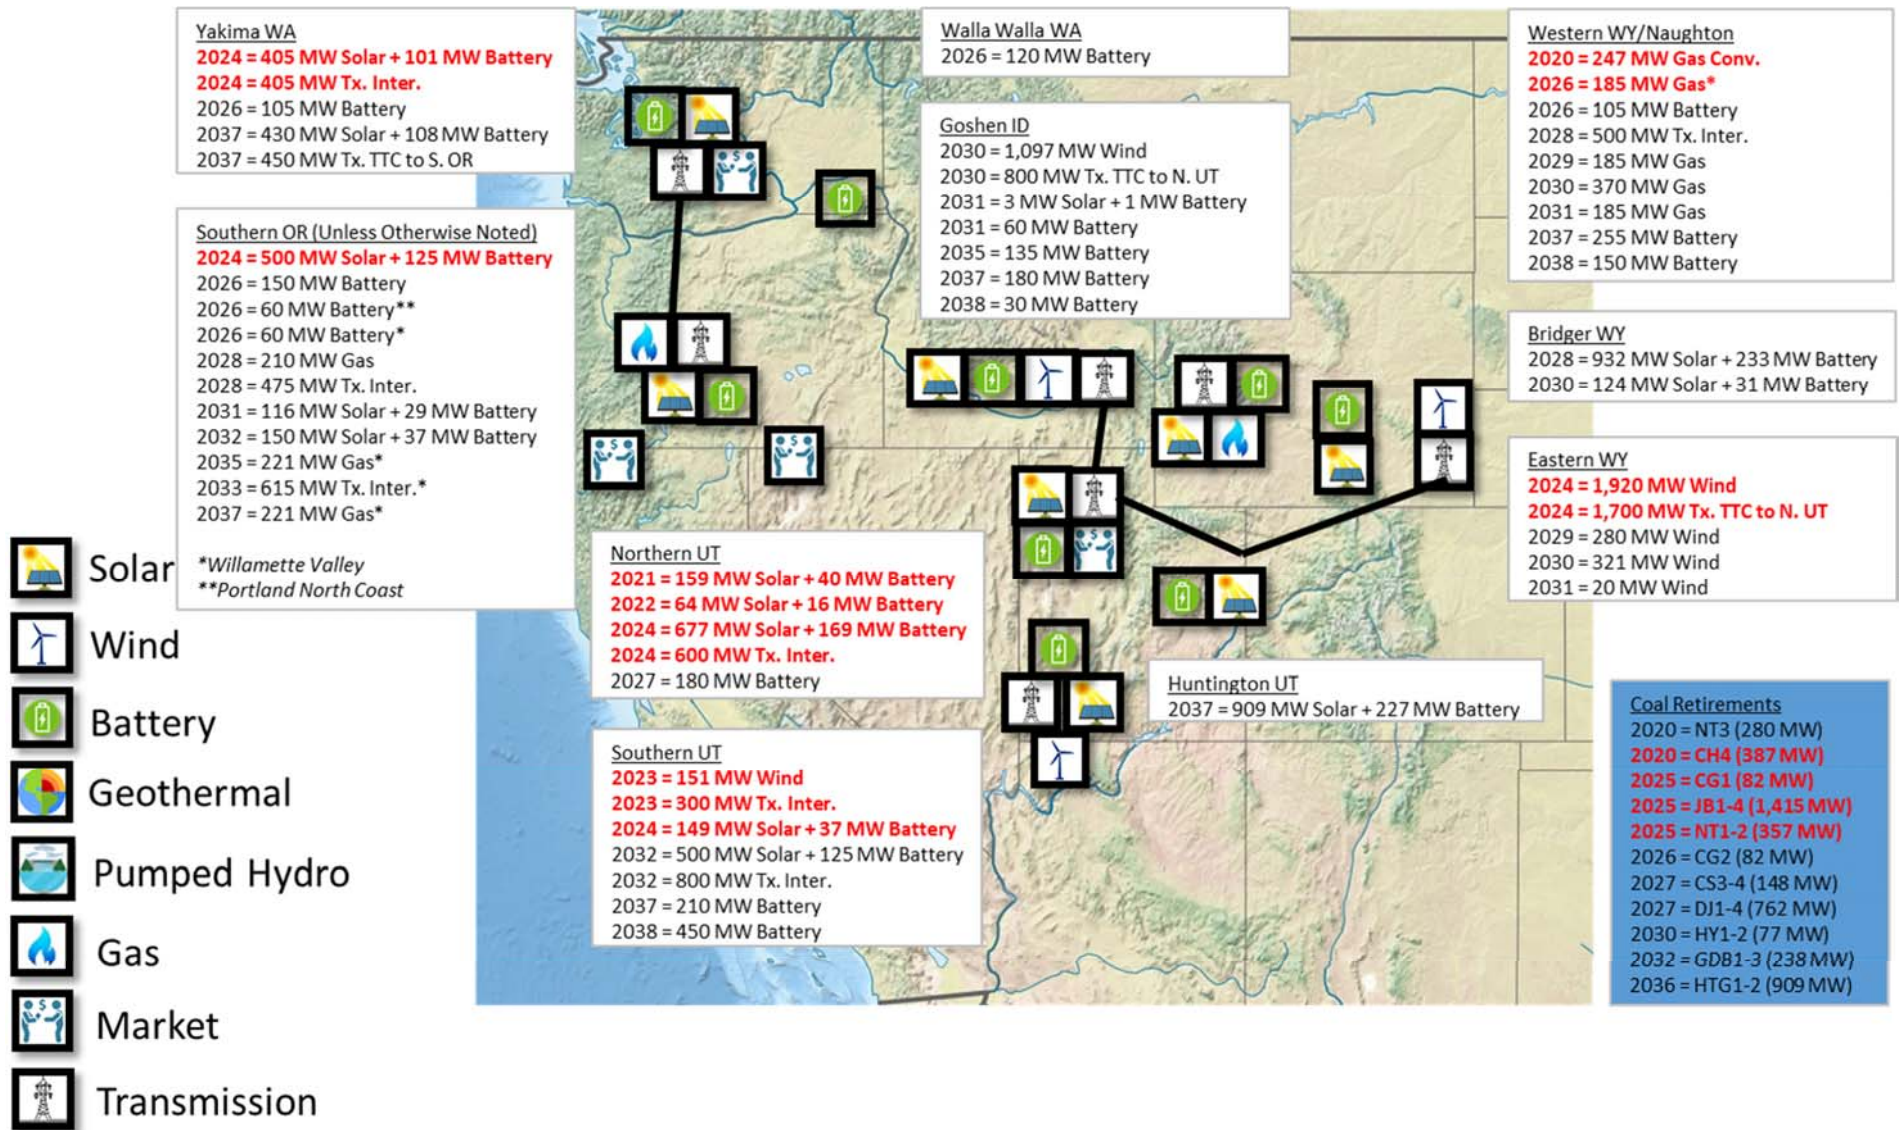 Yakima WA
2024 = 405 MW Solar + 101 MW Battery
2024 = 405 MW Tx. Inter.
2026 = 105 MW Battery
2037 = 430 MW Solar + 108 MW Battery
2037 = 450 MW Tx. TTC to S. OR
Walla Walla WA
2026 = 120 MW Battery
Western WY/Naughton
2020 = 247 MW Gas Conv.
2026 = 185 MW Gas*
2026 = 105 MW Battery
2028 = 500 MW Tx. Inter.
2029 = 185 MW Gas
2030 = 370 MW Gas
2031 = 185 MW Gas
2037 = 255 MW Battery
2038 = 150 MW Battery
Goshen ID
2030 = 1,097 MW Wind
2030 = 800 MW Tx. TTC to N. UT
2031 = 3 MW Solar + 1 MW Battery
2031 = 60 MW Battery
2035 = 135 MW Battery
2037 = 180 MW Battery
2038 = 30 MW Battery
Southern OR (Unless Otherwise Noted)
2024 = 500 MW Solar + 125 MW Battery
2026 = 150 MW Battery
2026 = 60 MW Battery**
2026 = 60 MW Battery*
2028 = 210 MW Gas
2028 = 475 MW Tx. Inter.
2031 = 116 MW Solar + 29 MW Battery
2032 = 150 MW Solar + 37 MW Battery
2035 = 221 MW Gas*
2033 = 615 MW Tx. Inter.*
2037 = 221 MW Gas*
*Willamette Valley
**Portland North Coast
Bridger WY
2028 = 932 MW Solar + 233 MW Battery
2030 = 124 MW Solar + 31 MW Battery
Eastern WY
2024 = 1,920 MW Wind
2024 = 1,700 MW Tx. TTC to N. UT
2029 = 280 MW Wind
2030 = 321 MW Wind
2031 = 20 MW Wind
Northern UT
2021 = 159 MW Solar + 40 MW Battery
2022 = 64 MW Solar + 16 MW Battery
2024 = 677 MW Solar + 169 MW Battery
2024 = 600 MW Tx. Inter.
2027 = 180 MW Battery
Huntington UT
2037 = 909 MW Solar + 227 MW Battery
Southern UT
2023 = 151 MW Wind
2023 = 300 MW Tx. Inter.
2024 = 149 MW Solar + 37 MW Battery
2032 = 500 MW Solar + 125 MW Battery
2032 = 800 MW Tx. Inter.
2037 = 210 MW Battery
2038 = 450 MW Battery
Coal Retirements
2020 = NT3 (280 MW)
2020 = CH4 (387 MW)
2025 = CG1 (82 MW)
2025 = JB1-4 (1,415 MW)
2025 = NT1-2 (357 MW)
2026 = CG2 (82 MW)
2027 = CS3-4 (148 MW)
2027 = DJ1-4 (762 MW)
2030 = HY1-2 (77 MW)
2032 = GDB1-3 (238 MW)
2036 = HTG1-2 (909 MW)
Solar
Wind
Battery
Geothermal
Pumped Hydro
Gas
Market
Transmission